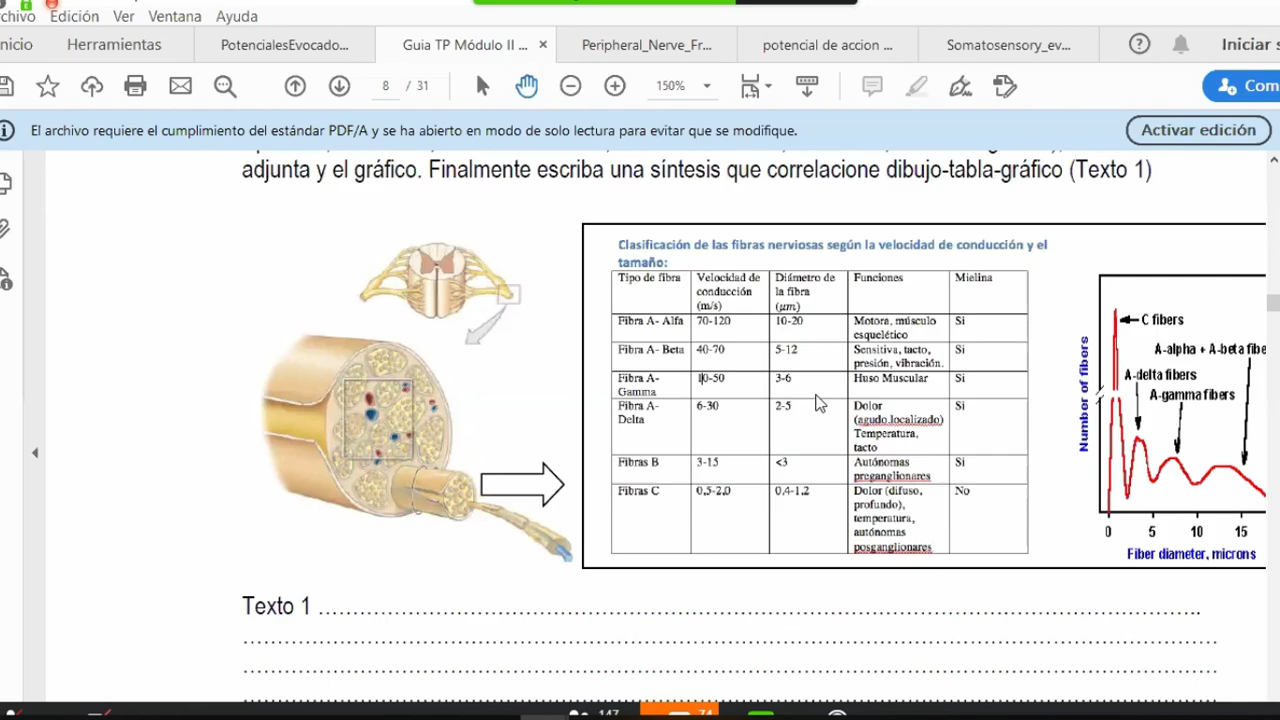 rchivo Edición Ver Ventana Ayuda
nicio Herramientas PotencialesEvocado... Guia TP Módulo II ... × Peripheral_Nerve_Fr... potencial de accion ... Somatosensory_ev... Iniciar s
8 / 31 150% Com
El archivo requiere el cumplimiento del estándar PDF/A y se ha abierto en modo de solo lectura para evitar que se modifique. Activar edición
adjunta y el gráfico. Finalmente escriba una síntesis que correlacione dibujo-tabla-gráfico (Texto 1)
Clasificación de las fibras nerviosas según la velocidad de conducción y el
tamaño:
Tipo de fibra Velocidad de conducción (m/s) Diámetro de la fibra (μm) Funciones Mielina
Fibra A- Alfa 70-120 10-20 Motora, músculo esquelético Si
Fibra A- Beta 40-70 5-12 Sensitiva, tacto, presión, vibración. Si
Fibra A- Gamma 10-50 3-6 Huso Muscular Si
Fibra A- Delta 6-30 2-5 Dolor (agudo localizado) Temperatura, tacto Si
Fibras B 3-15 <3 Autónomas preganglionares Si
Fibras C 0,5-2,0 0,4-1,2 Dolor (difuso, profundo), temperatura, autónomas posganglionares No
C fibers
A-alpha + A-beta fibe
A-delta fibers
A-gamma fibers
Number of fibers
0 5 10 15
Fiber diameter, microns
Texto 1 ……………………………………………………………………………………………..